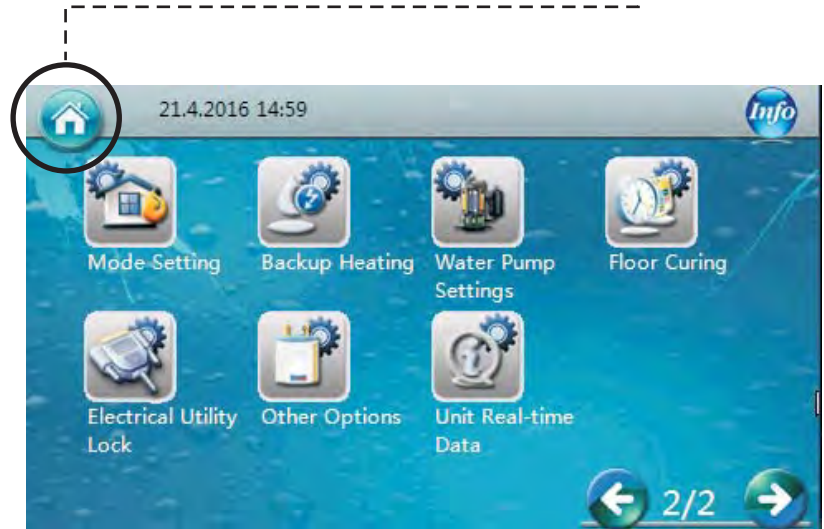 21.4.2016 14:59
Info
Mode Setting
Backup Heating
Water Pump
Settings
Floor Curing
Electrical Utility
Lock
Other Options
Unit Real-time
Data
2/2